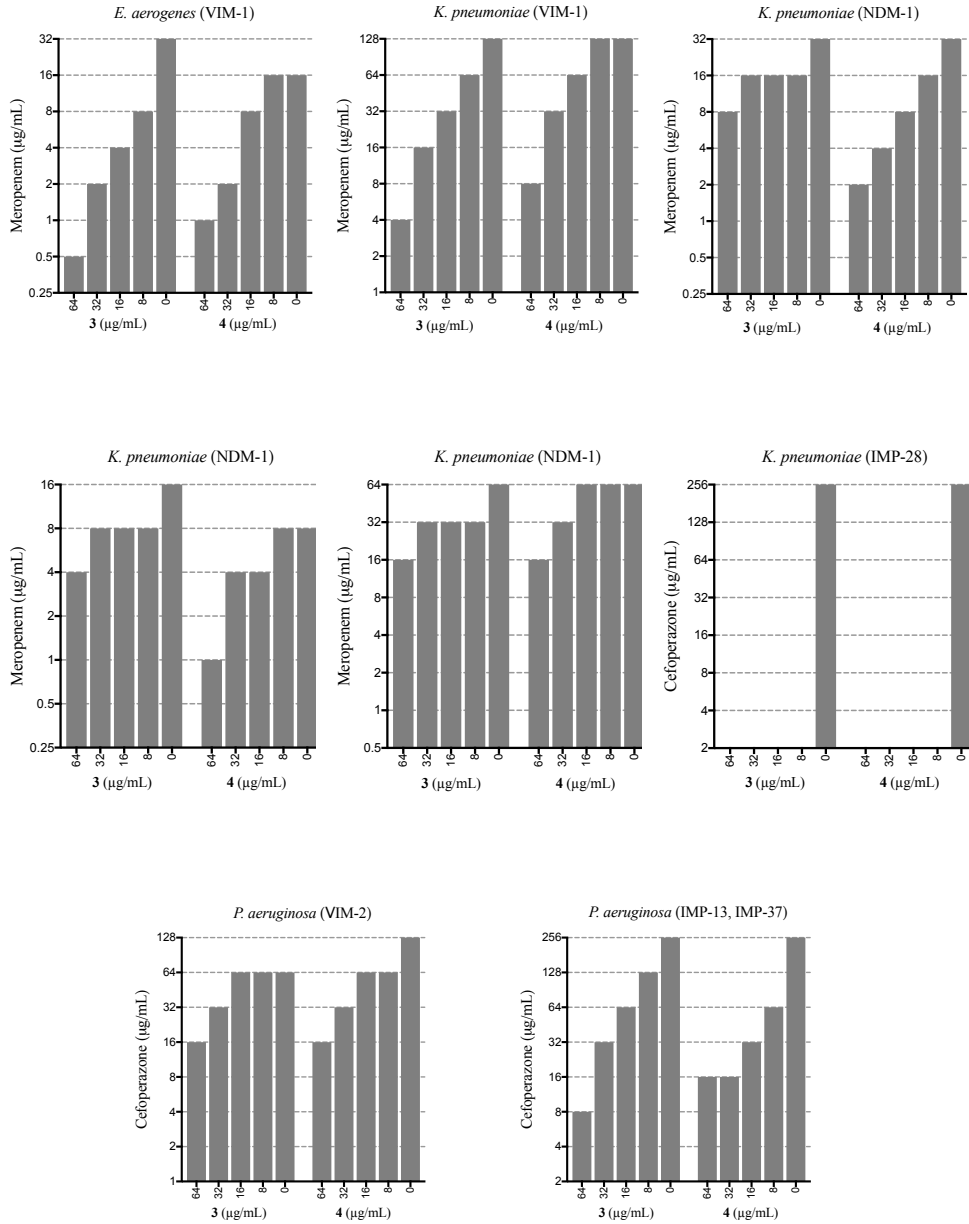 E. aerogenes (VIM-1)
Meropenem (µg/mL)
32
16
8
4
2
1
0.5
0.25
64 32 16 8 0 64 32 16 8 0
3 (µg/mL) 4 (µg/mL)
K. pneumoniae (VIM-1)
Meropenem (µg/mL)
128
64
32
16
8
4
2
1
64 32 16 8 0 64 32 16 8 0
3 (µg/mL) 4 (µg/mL)
K. pneumoniae (NDM-1)
Meropenem (µg/mL)
32
16
8
4
2
1
0.5
0.25
64 32 16 8 0 64 32 16 8 0
3 (µg/mL) 4 (µg/mL)
K. pneumoniae (NDM-1)
Meropenem (µg/mL)
16
8
4
2
1
0.5
0.25
64 32 16 8 0 64 32 16 8 0
3 (µg/mL) 4 (µg/mL)
K. pneumoniae (NDM-1)
Meropenem (µg/mL)
64
32
16
8
4
2
1
0.5
64 32 16 8 0 64 32 16 8 0
3 (µg/mL) 4 (µg/mL)
K. pneumoniae (IMP-28)
Cefoperazone (µg/mL)
256
128
64
32
16
8
4
2
64 32 16 8 0 64 32 16 8 0
3 (µg/mL) 4 (µg/mL)
P. aeruginosa (VIM-2)
Cefoperazone (µg/mL)
128
64
32
16
8
4
2
1
64 32 16 8 0 64 32 16 8 0
3 (µg/mL) 4 (µg/mL)
P. aeruginosa (IMP-13, IMP-37)
Cefoperazone (µg/mL)
256
128
64
32
16
8
4
2
64 32 16 8 0 64 32 16 8 0
3 (µg/mL) 4 (µg/mL)